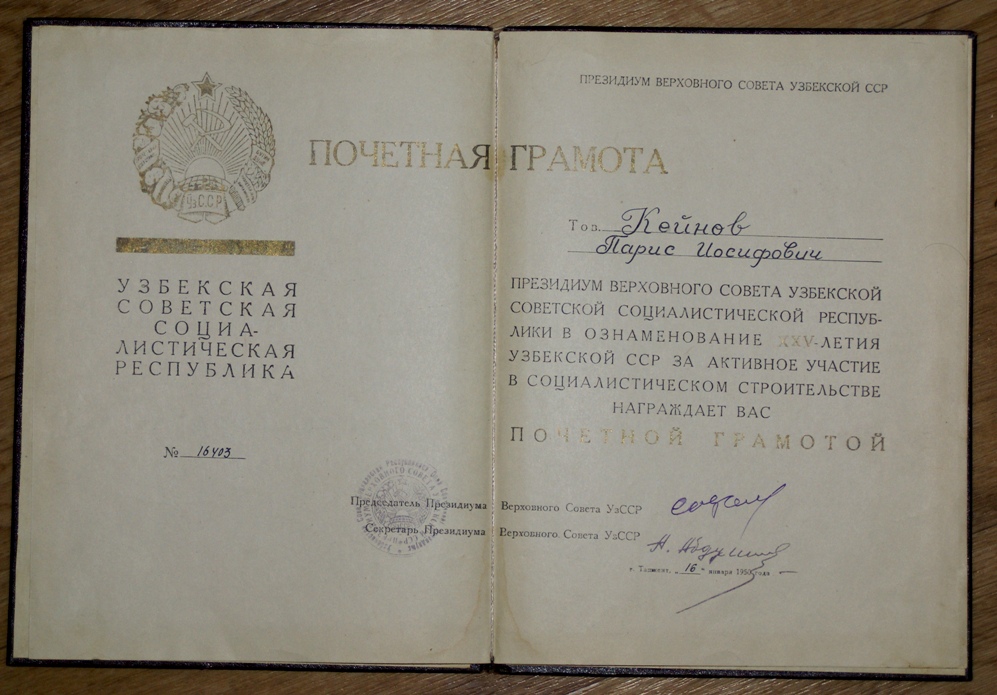 УзССР
УЗБЕКСКАЯ
СОВЕТСКАЯ
СОЦИА-
ЛИСТИЧЕСКАЯ
РЕСПУБЛИКА
№ 16403
ПОЧЕТНАЯ ГРАМОТА
ПРЕЗИДИУМ ВЕРХОВНОГО СОВЕТА УЗБЕКСКОЙ ССР
Тов. Кейнов
Парис Иосифович
ПРЕЗИДИУМ ВЕРХОВНОГО СОВЕТА УЗБЕКСКОЙ
СОВЕТСКОЙ СОЦИАЛИСТИЧЕСКОЙ РЕСПУБ-
ЛИКИ В ОЗНАМЕНОВАНИЕ XXV-ЛЕТИЯ
УЗБЕКСКОЙ ССР ЗА АКТИВНОЕ УЧАСТИЕ
В СОЦИАЛИСТИЧЕСКОМ СТРОИТЕЛЬСТВЕ
НАГРАЖДАЕТ ВАС
ПОЧЕТНОЙ ГРАМОТОЙ
Председатель Президиума Верховного Совета УзССР
Секретарь Президиума Верховного Совета УзССР
г. Ташкент, 16 января 1950 года